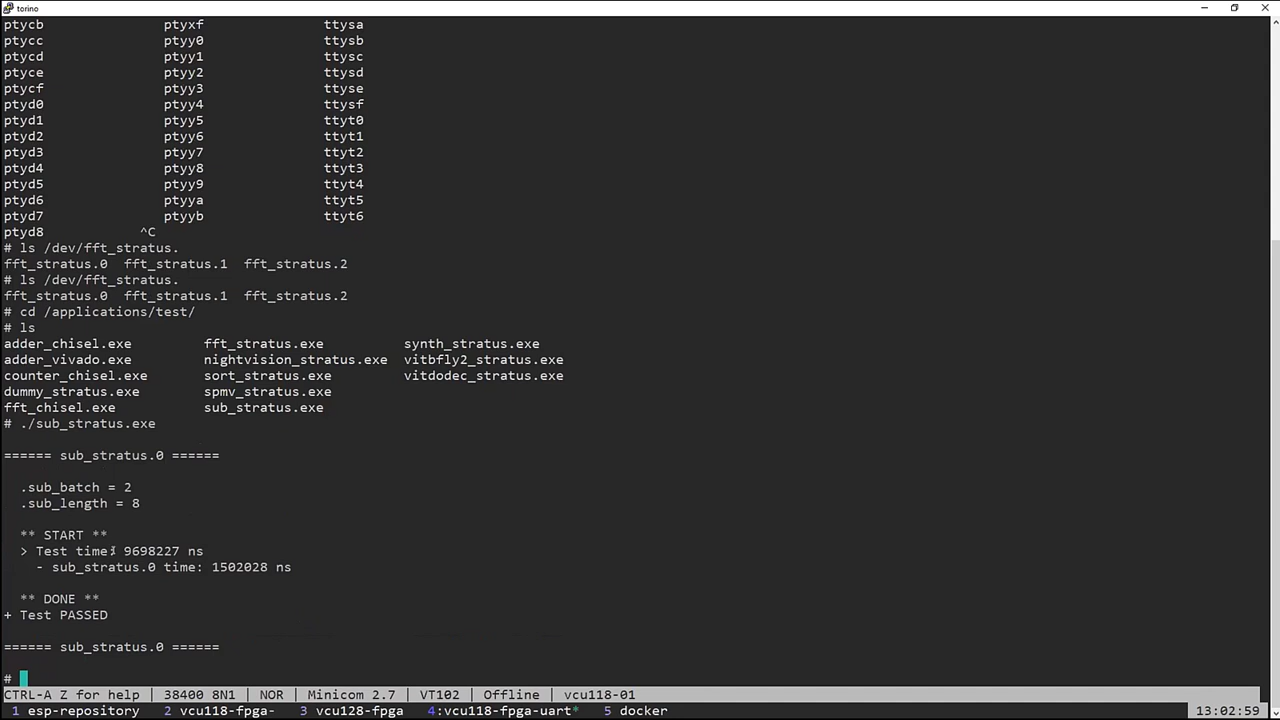 torino
ptycb ptyxf ttysa
ptycc ptyy0 ttysb
ptycd ptyy1 ttysc
ptyce ptyy2 ttysd
ptycf ptyy3 ttyse
ptyd0 ptyy4 ttysf
ptyd1 ptyy5 ttyt0
ptyd2 ptyy6 ttyt1
ptyd3 ptyy7 ttyt2
ptyd4 ptyy8 ttyt3
ptyd5 ptyy9 ttyt4
ptyd6 ptyya ttyt5
ptyd7 ptyyb ttyt6
ptyd8 ^C
# ls /dev/fft_stratus.
fft_stratus.0 fft_stratus.1 fft_stratus.2
# ls /dev/fft_stratus.
fft_stratus.0 fft_stratus.1 fft_stratus.2
# cd /applications/test/
# ls
adder_chisel.exe fft_stratus.exe synth_stratus.exe
adder_vivado.exe nightvision_stratus.exe vitbfly2_stratus.exe
counter_chisel.exe sort_stratus.exe vitdodec_stratus.exe
dummy_stratus.exe spmv_stratus.exe
fft_chisel.exe sub_stratus.exe
# ./sub_stratus.exe
====== sub_stratus.0 ======
.sub_batch = 2
.sub_length = 8
** START **
> Test time: 9698227 ns
- sub_stratus.0 time: 1502028 ns
** DONE **
+ Test PASSED
====== sub_stratus.0 ======
#
CTRL-A Z for help | 38400 8N1 | NOR | Minicom 2.7 | VT102 | Offline | vcu118-01
1 esp-repository 2 vcu118-fpga- 3 vcu128-fpga 4:vcu118-fpga-uart* 5 docker 13:02:59